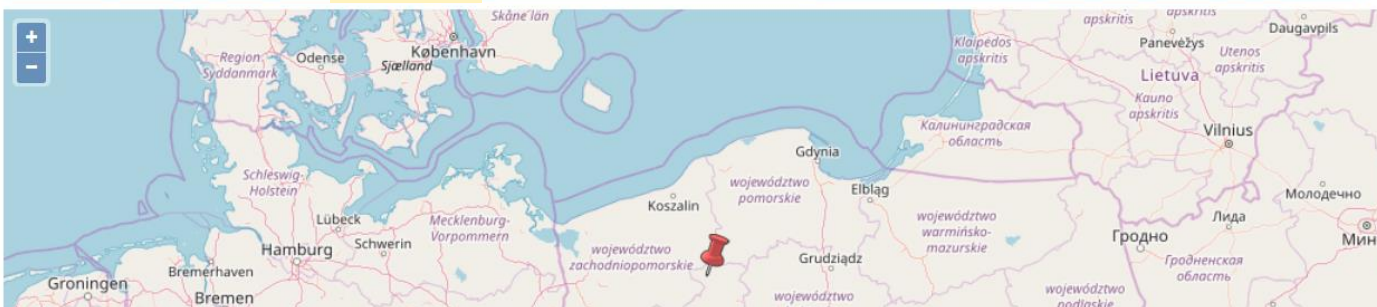 +
−
Region
Syddanmark
Odense
København
Sjælland
Skåne län
Klaipėdos
apskritis
apskritis
apskritis
Panevėžys
Utenos
apskritis
Daugavpils
Lietuva
Kauno
apskritis
Vilnius
Калининградская
область
Gdynia
Elbląg
Koszalin
województwo
pomorskie
Schleswig-
Holstein
Lübeck
Schwerin
Mecklenburg-
Vorpommern
Hamburg
Bremerhaven
Groningen
Bremen
województwo
zachodniopomorskie
Grudziądz
województwo
województwo
warmińsko-
mazurskie
województwo
podlaskie
Гродно
Лида
Молодечно
Мин
Гродненская
область